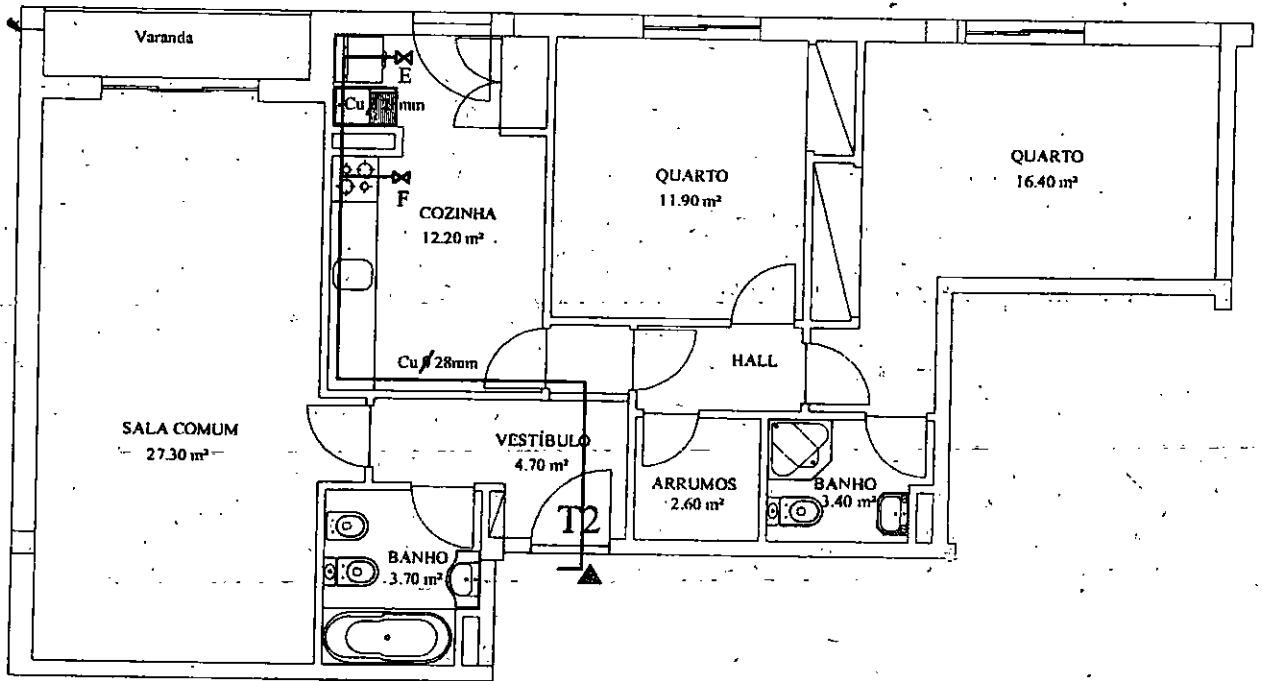 Varanda
E
Cu
mm
F
COZINHA
12.20 m²
QUARTO
11.90 m²
QUARTO
16.40 m²
Cu ø 28mm
HALL
SALA COMUM
27.30 m²
VESTÍBULO
4.70 m²
T2
ARRUMOS
2.60 m²
BANHO
3.40 m²
BANHO
3.70 m²